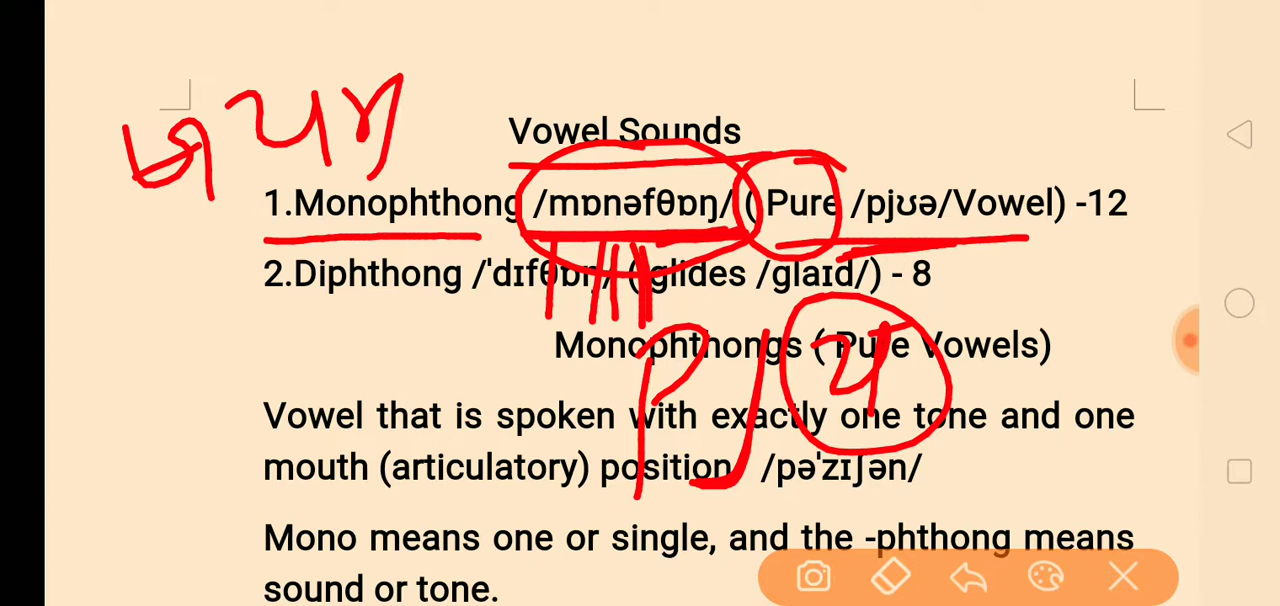 Vowel Sounds
1.Monophthong /mɒnəfθɒŋ/ ( Pure /pjʊə/Vowel) -12
2.Diphthong /ˈdɪfθɒŋ/ ( glides /glaɪd/) - 8
Monophthongs ( Pure Vowels)
PJ य
Vowel that is spoken with exactly one tone and one
mouth (articulatory) position /pəˈzɪʃən/
Mono means one or single, and the -phthong means
sound or tone.